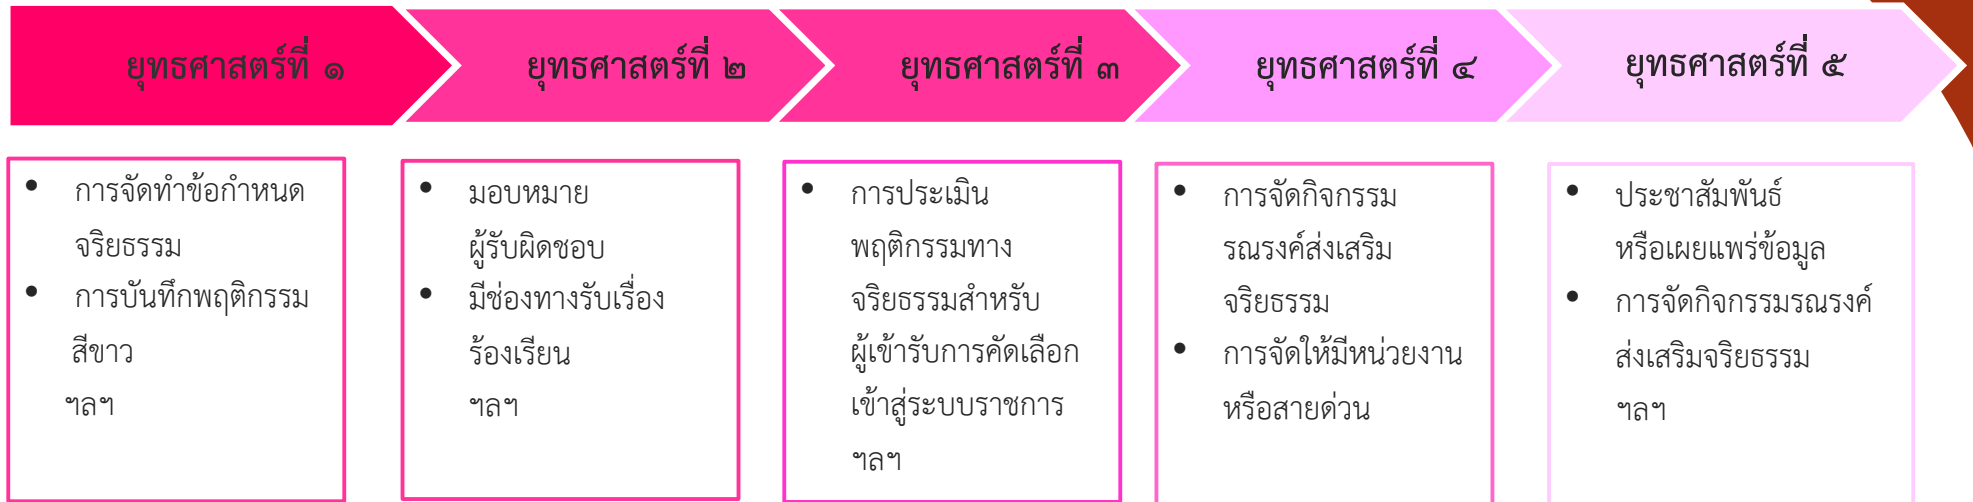 ยุทธศาสตร์ที่ ๑
ยุทธศาสตร์ที่ ๒
ยุทธศาสตร์ที่ ๓
ยุทธศาสตร์ที่ ๔
ยุทธศาสตร์ที่ ๕
• การจัดทำข้อกำหนด
จริยธรรม
• การบันทึกพฤติกรรม
สีขาว
ฯลฯ
• มอบหมาย
ผู้รับผิดชอบ
• มีช่องทางรับเรื่อง
ร้องเรียน
ฯลฯ
• การประเมิน
พฤติกรรมทาง
จริยธรรมสำหรับ
ผู้เข้ารับการคัดเลือก
เข้าสู่ระบบราชการ
ฯลฯ
• การจัดกิจกรรม
รณรงค์ส่งเสริม
จริยธรรม
• การจัดให้มีหน่วยงาน
หรือสายด่วน
• ประชาสัมพันธ์
หรือเผยแพร่ข้อมูล
• การจัดกิจกรรมรณรงค์
ส่งเสริมจริยธรรม
ฯลฯ